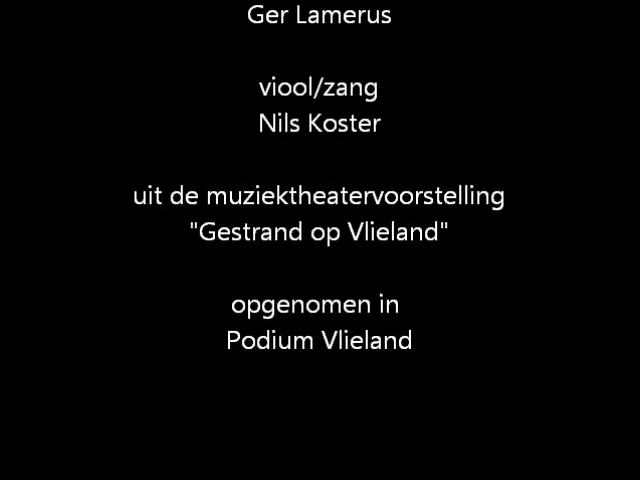 Ger Lamerus
viool/zang
Nils Koster
uit de muziektheatervoorstelling
"Gestrand op Vlieland"
opgenomen in
Podium Vlieland